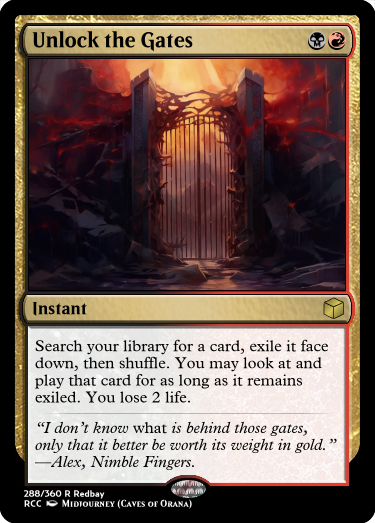 Unlock the Gates
Instant
Search your library for a card, exile it face
down, then shuffle. You may look at and
play that card for as long as it remains
exiled. You lose 2 life.
“I don’t know what is behind those gates,
only that it better be worth its weight in gold.”
—Alex, Nimble Fingers.
288/360 R Redbay
RCC Midjourney (Caves of Orana)